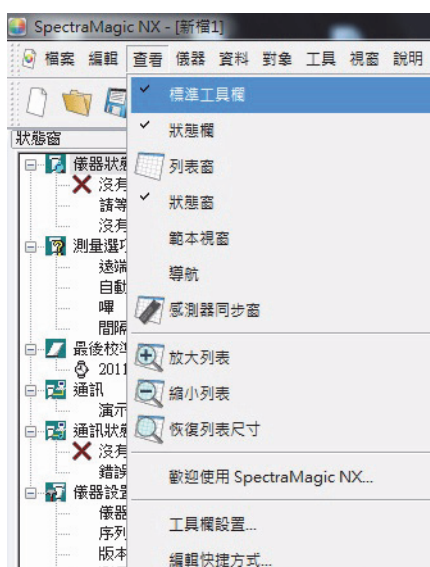 SpectraMagic NX - [新檔1]
檔案 編輯 查看 儀器 資料 對象 工具 視窗 說明
標準工具欄
狀態欄
列表窗
狀態窗
範本視窗
導航
感測器同步窗
放大列表
縮小列表
恢復列表尺寸
歡迎使用 SpectraMagic NX...
工具欄設置...
編輯快捷方式...
狀態窗
儀器狀態
沒有
請等
沒有
測量選項
遠端
自動
嗶
間隔
最後校準
2011
通訊
演示
通訊狀態
沒有
錯誤
儀器設置
儀器
序列
版本